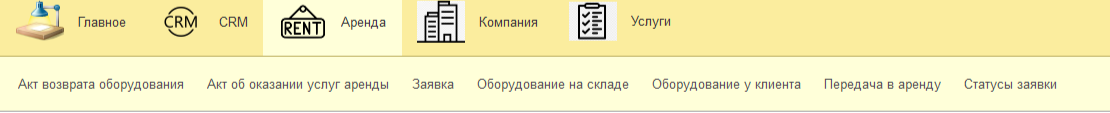 Главное CRM CRM RENT Аренда Компания Услуги
Акт возврата оборудования Акт об оказании услуг аренды Заявка Оборудование на складе Оборудование у клиента Передача в аренду Статусы заявки